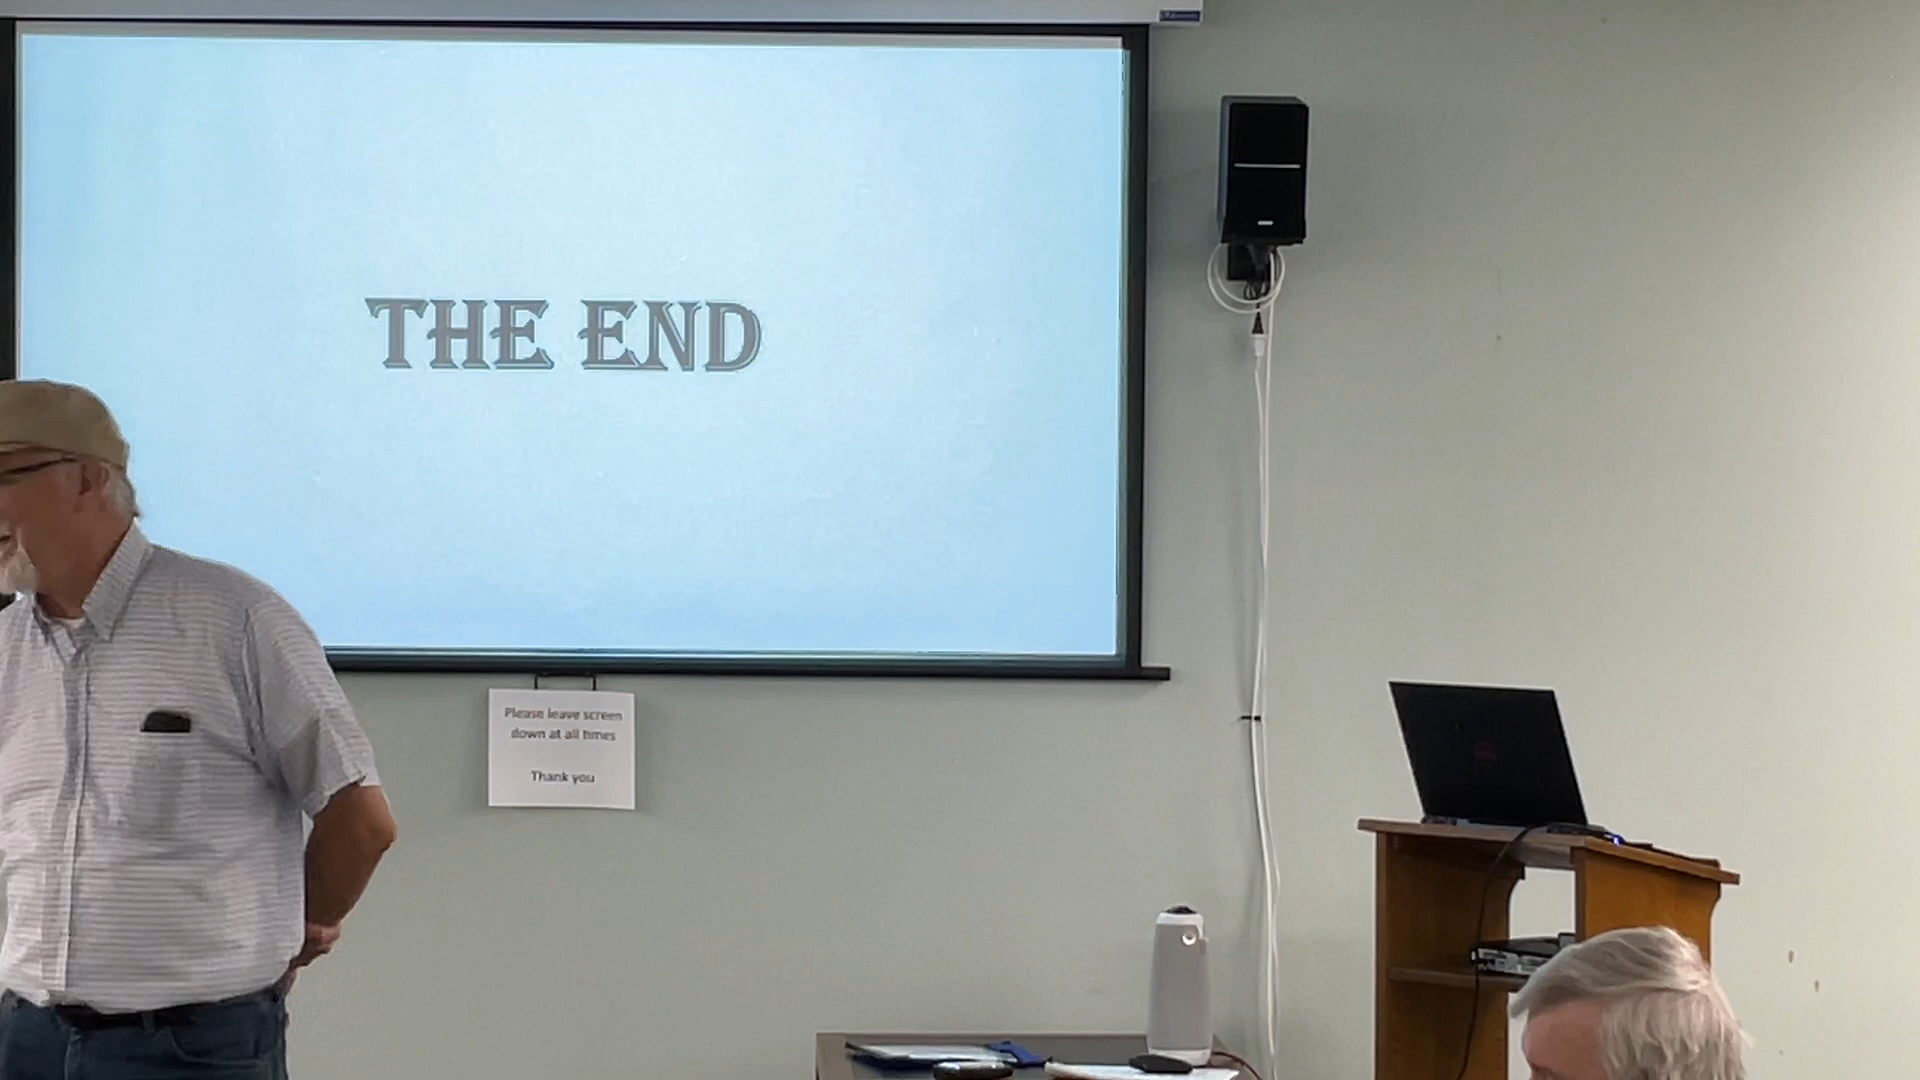 THE END
Please leave screen
down at all times
Thank you